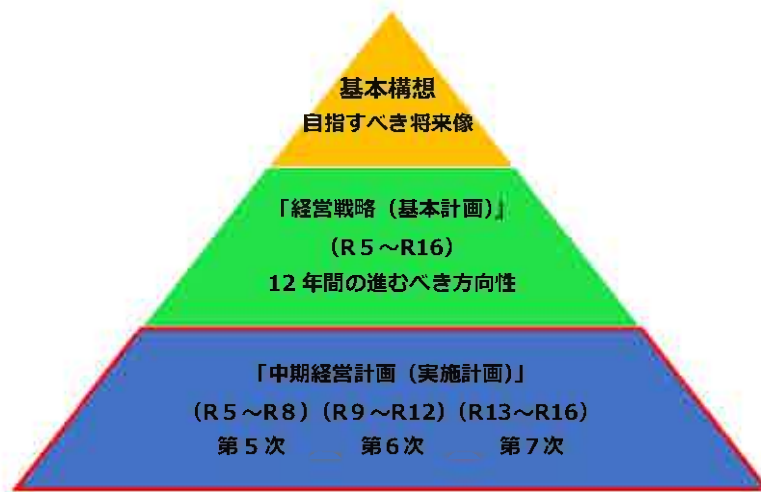 基本構想
目指すべき将来像
「経営戦略（基本計画）」
（R５～R16）
12年間の進むべき方向性
「中期経営計画（実施計画）」
（R５～R８）（R９～R12）（R13～R16）
第５次 第６次 第７次